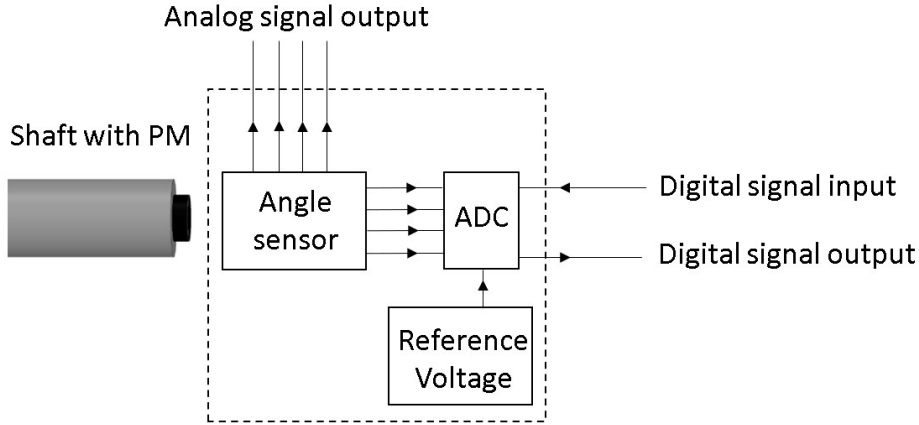 Analog signal output
Shaft with PM
Angle
sensor
ADC
Digital signal input
Digital signal output
Reference
Voltage